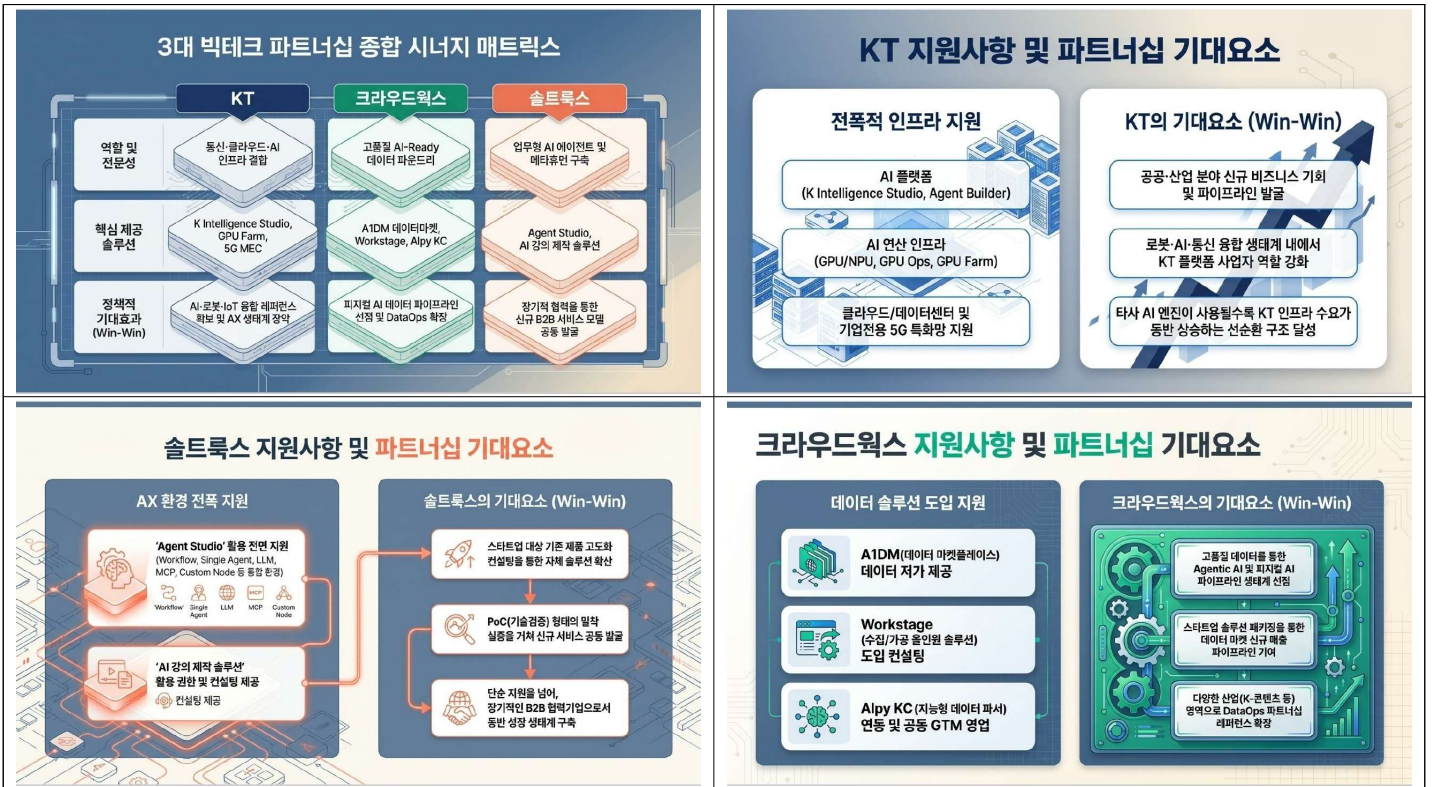 3대 빅테크 파트너십 종합 시너지 매트릭스
KT
크라우드웍스
솔트룩스
역할 및
전문성
통신·클라우드·AI
인프라 결합
고품질 AI-Ready
데이터 파운드리
업무형 AI 에이전트 및
메타휴먼 구축
핵심 제공
솔루션
K Intelligence Studio,
GPU Farm,
5G MEC
A1DM 데이터마켓,
Workstage, Alpy KC
Agent Studio,
AI 강의 제작 솔루션
정책적
기대효과
(Win-Win)
AI·로봇·IoT 융합 레퍼런스
확보 및 AX 생태계 장악
피지컬 AI 데이터 파이프라인
선점 및 DataOps 확장
장기적 협력을 통한
신규 B2B 서비스 모델
공동 발굴
KT 지원사항 및 파트너십 기대요소
전폭적 인프라 지원
AI 플랫폼
(K Intelligence Studio, Agent Builder)
AI 연산 인프라
(GPU/NPU, GPU Ops, GPU Farm)
클라우드/데이터센터 및
기업전용 5G 특화망 지원
KT의 기대요소 (Win-Win)
공공·산업 분야 신규 비즈니스 기회
및 파이프라인 발굴
로봇·AI·통신 융합 생태계 내에서
KT 플랫폼 사업자 역할 강화
타사 AI 엔진이 사용될수록 KT 인프라 수요가
동반 상승하는 선순환 구조 달성
솔트룩스 지원사항 및 파트너십 기대요소
AX 환경 전폭 지원
'Agent Studio' 활용 전면 지원
(Workflow, Single Agent, LLM,
MCP, Custom Node 등 통합 환경)
MCP
'Workflow'
Single
Agent
LLM
MCP
Custom
Node
'AI 강의 제작 솔루션'
활용 권한 및 컨설팅 제공
컨설팅 제공
솔트룩스의 기대요소 (Win-Win)
스타트업 대상 기존 제품 고도화
컨설팅을 통한 자체 솔루션 확산
PoC(기술검증) 형태의 밀착
실증을 거쳐 신규 서비스 공동 발굴
단순 지원을 넘어,
장기적인 B2B 협력기업으로서
동반 성장 생태계 구축
크라우드웍스 지원사항 및 파트너십 기대요소
데이터 솔루션 도입 지원
A1DM(데이터 마켓플레이스)
데이터 저가 제공
Workstage
(수집/가공 올인원 솔루션)
도입 컨설팅
Alpy KC (지능형 데이터 파서)
연동 및 공동 GTM 영업
크라우드웍스의 기대요소 (Win-Win)
고품질 데이터를 통한
Agentic AI 및 피지컬 AI
파이프라인 생태계 선점
스타트업 솔루션 패키징을 통한
데이터 마켓 신규 매출
파이프라인 기여
다양한 산업(K-콘텐츠 등)
영역으로 DataOps 파트너십
레퍼런스 확장